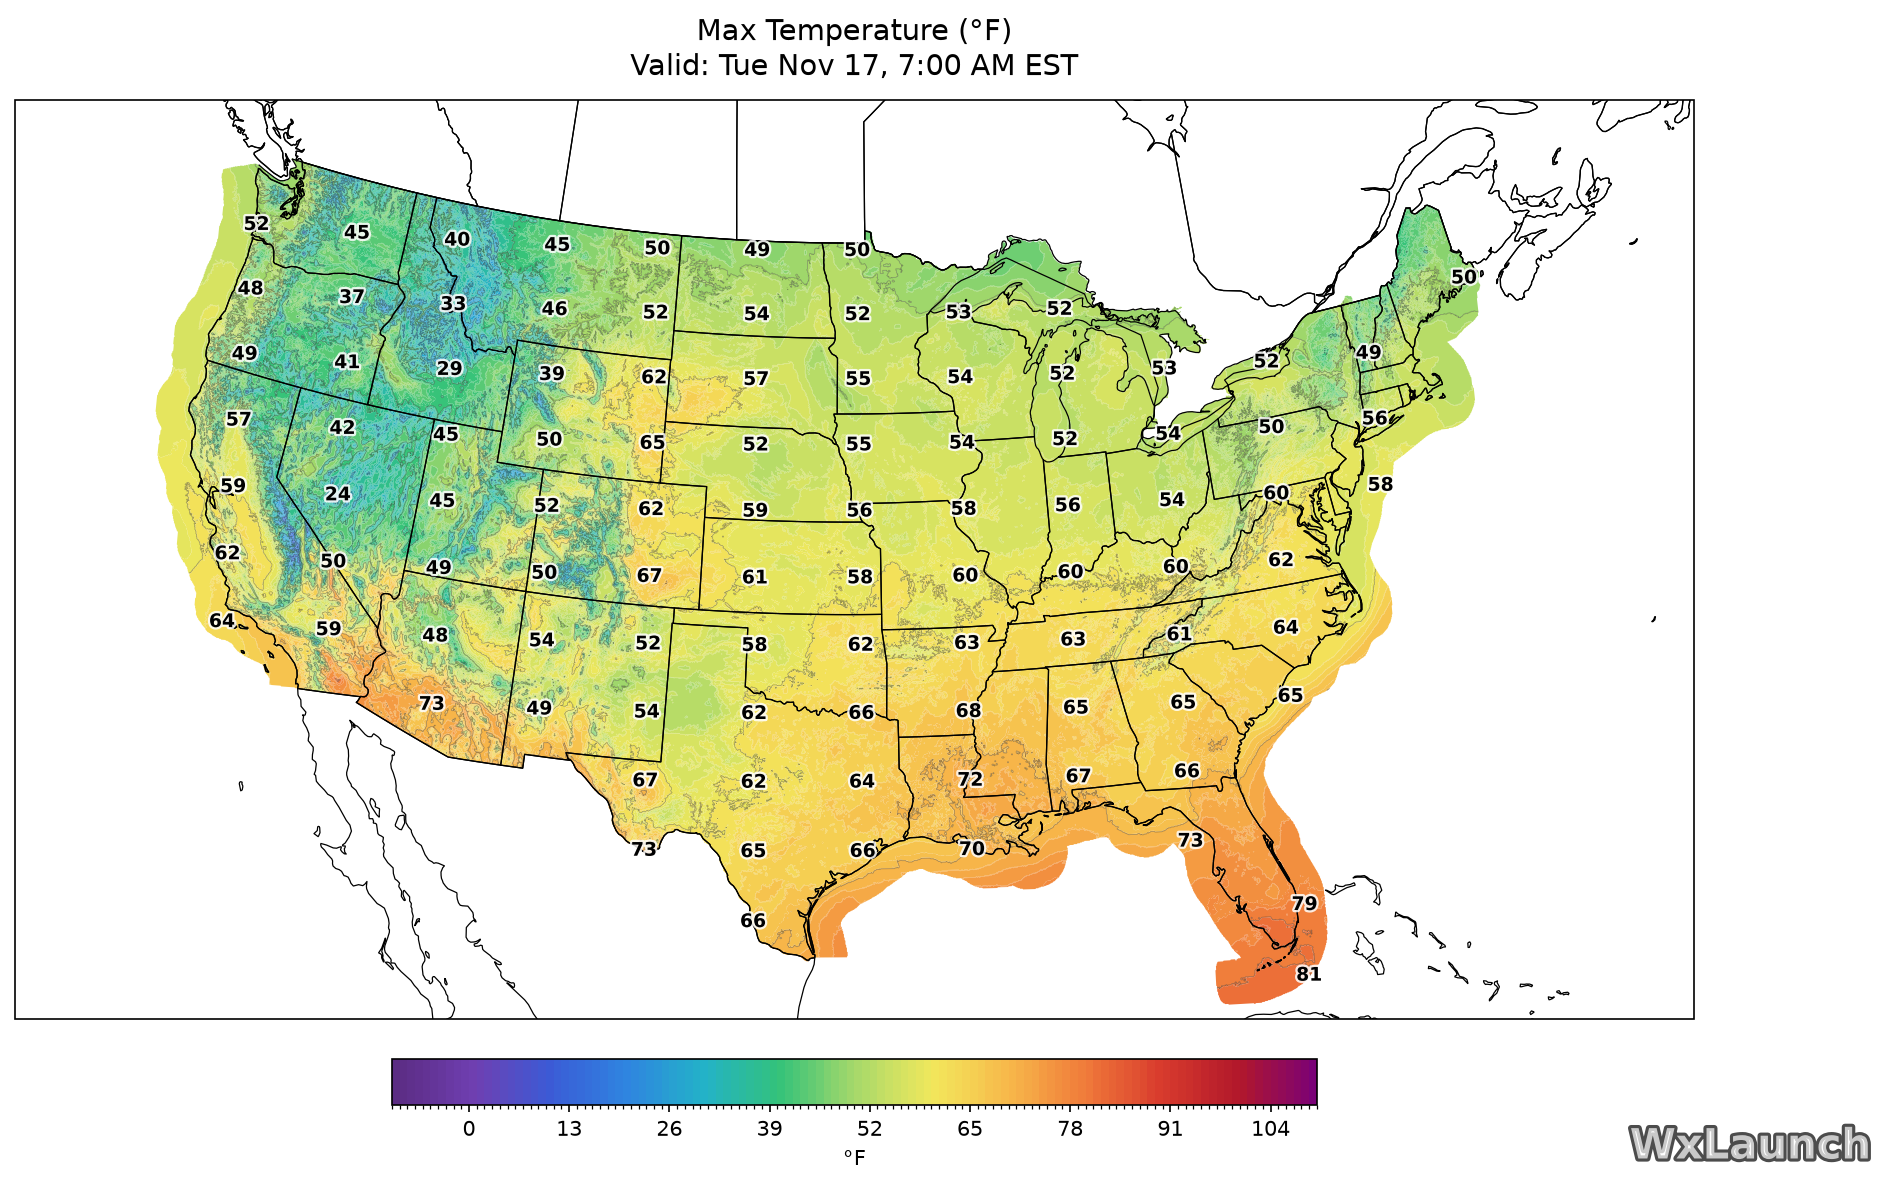 Max Temperature (°F)
Valid: Tue Nov 17, 7:00 AM EST
52 45 40 45 50 49 50
48 37 33 46 52 54 52 53 52 50
49 41 29 39 62 57 55 54 52 53 52 49
57 42 45 50 65 52 55 54 52 54 50 56
59 24 45 52 62 59 56 58 56 54 60 58
62 50 49 50 67 61 58 60 60 60 62
64 59 48 54 52 58 62 63 63 61 64
73 49 54 62 66 68 65 65 65
67 62 64 72 67 66
73 65 66 70 73
66 79
81
0 13 26 39 52 65 78 91 104
°F
WxLaunch